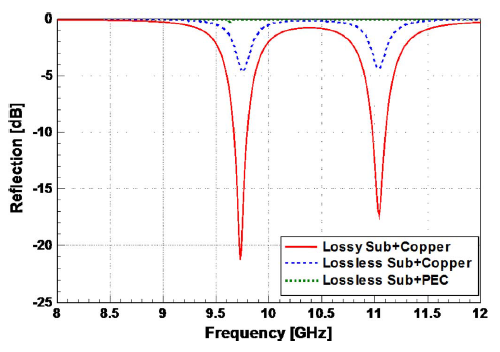 0
-5
-10
-15
-20
-25
Reflection [dB]
Lossy Sub+Copper
Lossless Sub+Copper
Lossless Sub+PEC
8 8.5 9 9.5 10 10.5 11 11.5 12
Frequency [GHz]